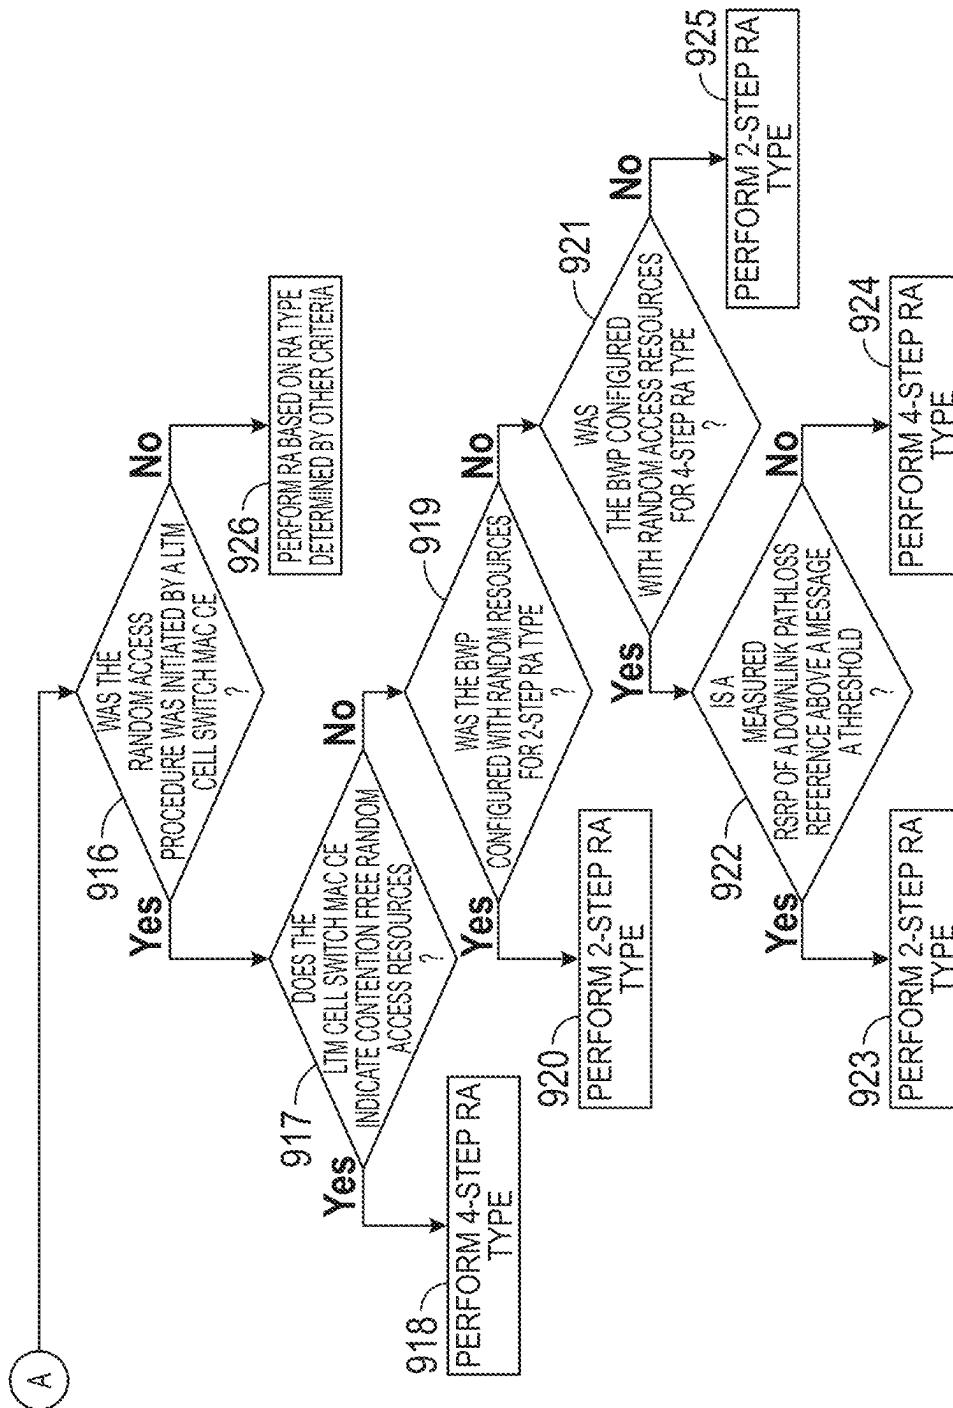 A
916
WAS THE
RANDOM ACCESS
PROCEDURE WAS INITIATED BY A LTM
CELL SWITCH MAC CE
?
Yes
No
926
PERFORM RA BASED ON RA TYPE
DETERMINED BY OTHER CRITERIA
917
DOES THE
LTM CELL SWITCH MAC CE
INDICATE CONTENTION FREE RANDOM
ACCESS RESOURCES
?
Yes
No
918
PERFORM 4-STEP RA
TYPE
919
WAS THE BWP
CONFIGURED WITH RANDOM RESOURCES
FOR 2-STEP RA TYPE
?
Yes
No
920
PERFORM 2-STEP RA
TYPE
921
WAS
THE BWP CONFIGURED
WITH RANDOM ACCESS RESOURCES
FOR 4-STEP RA TYPE
?
Yes
No
925
PERFORM 2-STEP RA
TYPE
922
IS A
MEASURED
RSRP OF A DOWNLINK PATHLOSS
REFERENCE ABOVE A MESSAGE
A THRESHOLD
?
Yes
No
923
PERFORM 2-STEP RA
TYPE
924
PERFORM 4-STEP RA
TYPE